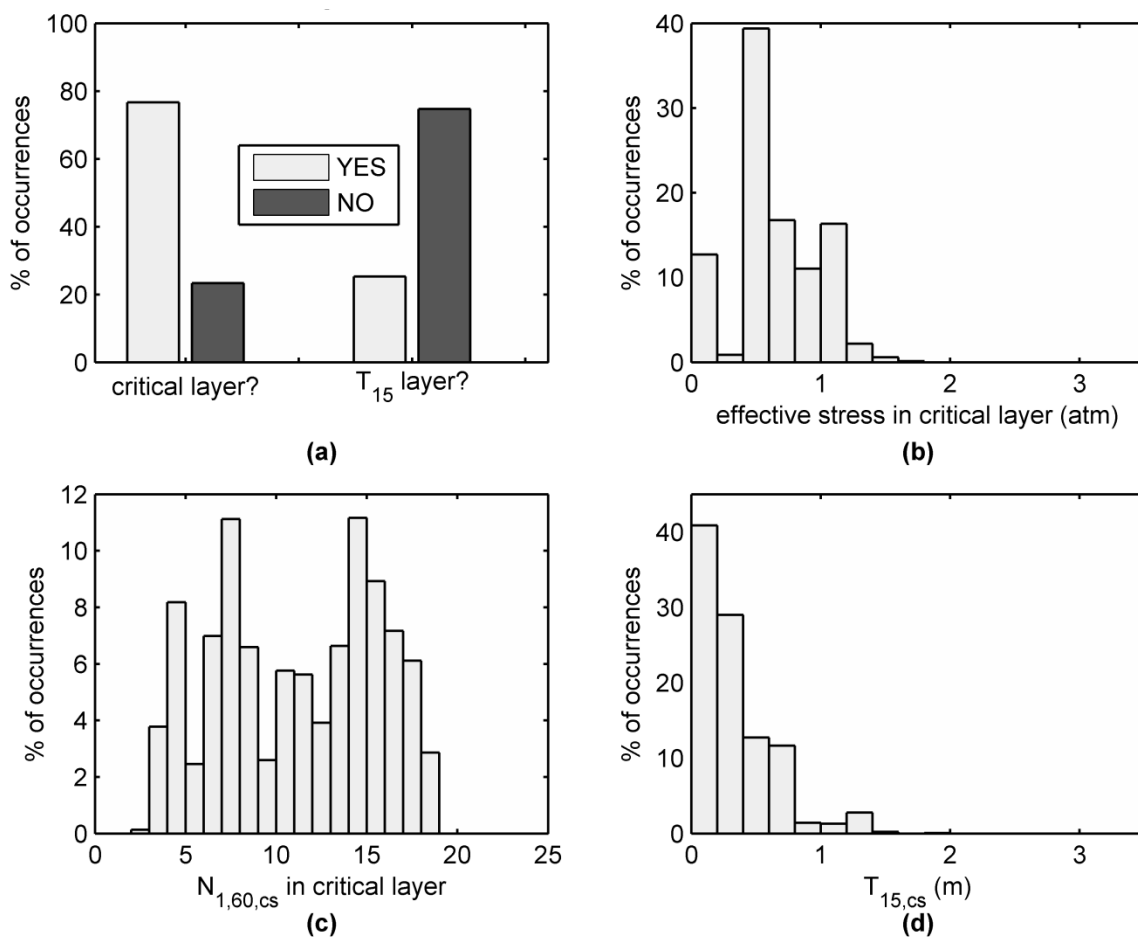 100
80
60
40
20
0
% of occurrences
YES
NO
critical layer?
T15 layer?
(a)
40
30
20
10
0
% of occurrences
0 1 2 3
effective stress in critical layer (atm)
(b)
12
10
8
6
4
2
0
% of occurrences
0 5 10 15 20 25
N1,60,cs in critical layer
(c)
40
30
20
10
0
% of occurrences
0 1 2 3
T15,cs (m)
(d)